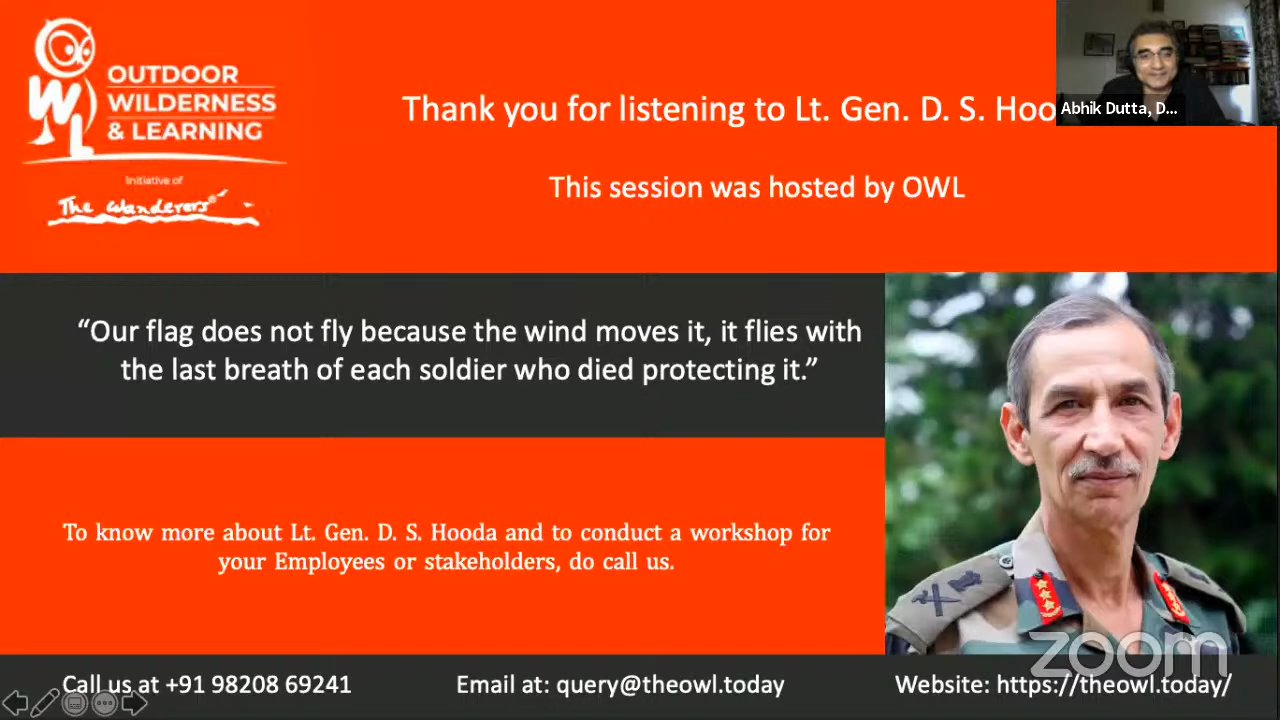 OUTDOOR
WILDERNESS
& LEARNING
Initiative of
The Wanderers
Thank you for listening to Lt. Gen. D. S. Hoo
Abhik Dutta, D...
This session was hosted by OWL
“Our flag does not fly because the wind moves it, it flies with
the last breath of each soldier who died protecting it.”
To know more about Lt. Gen. D. S. Hooda and to conduct a workshop for
your Employees or stakeholders, do call us.
zoom
Call us at +91 98208 69241
Email at: query@theowl.today
Website: https://theowl.today/